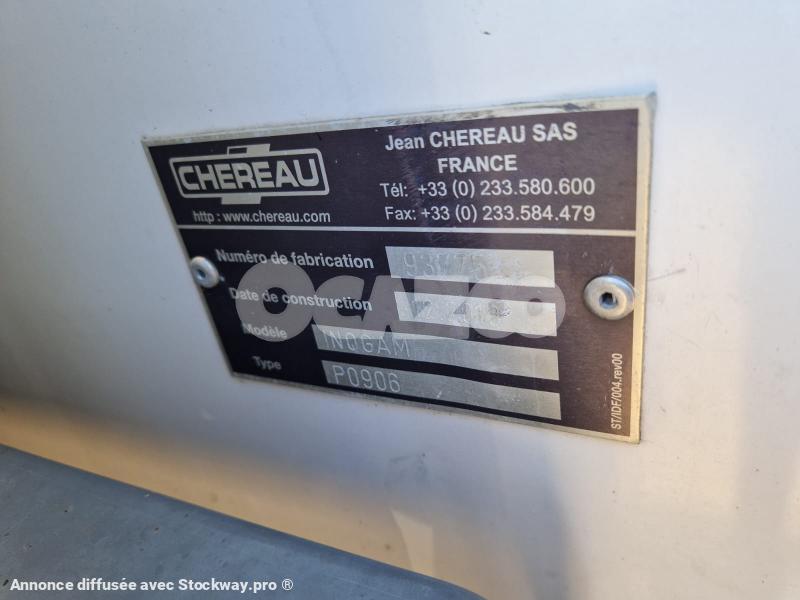 CHEREAU
http : www.chereau.com
Jean CHEREAU SAS
FRANCE
Tél: +33 (0) 233.580.600
Fax: +33 (0) 233.584.479
Numéro de fabrication
Date de construction
Modèle INOGAM
Type P0906
ST/IDF/004.rev00
OCAZOO
Annonce diffusée avec Stockway.pro ®